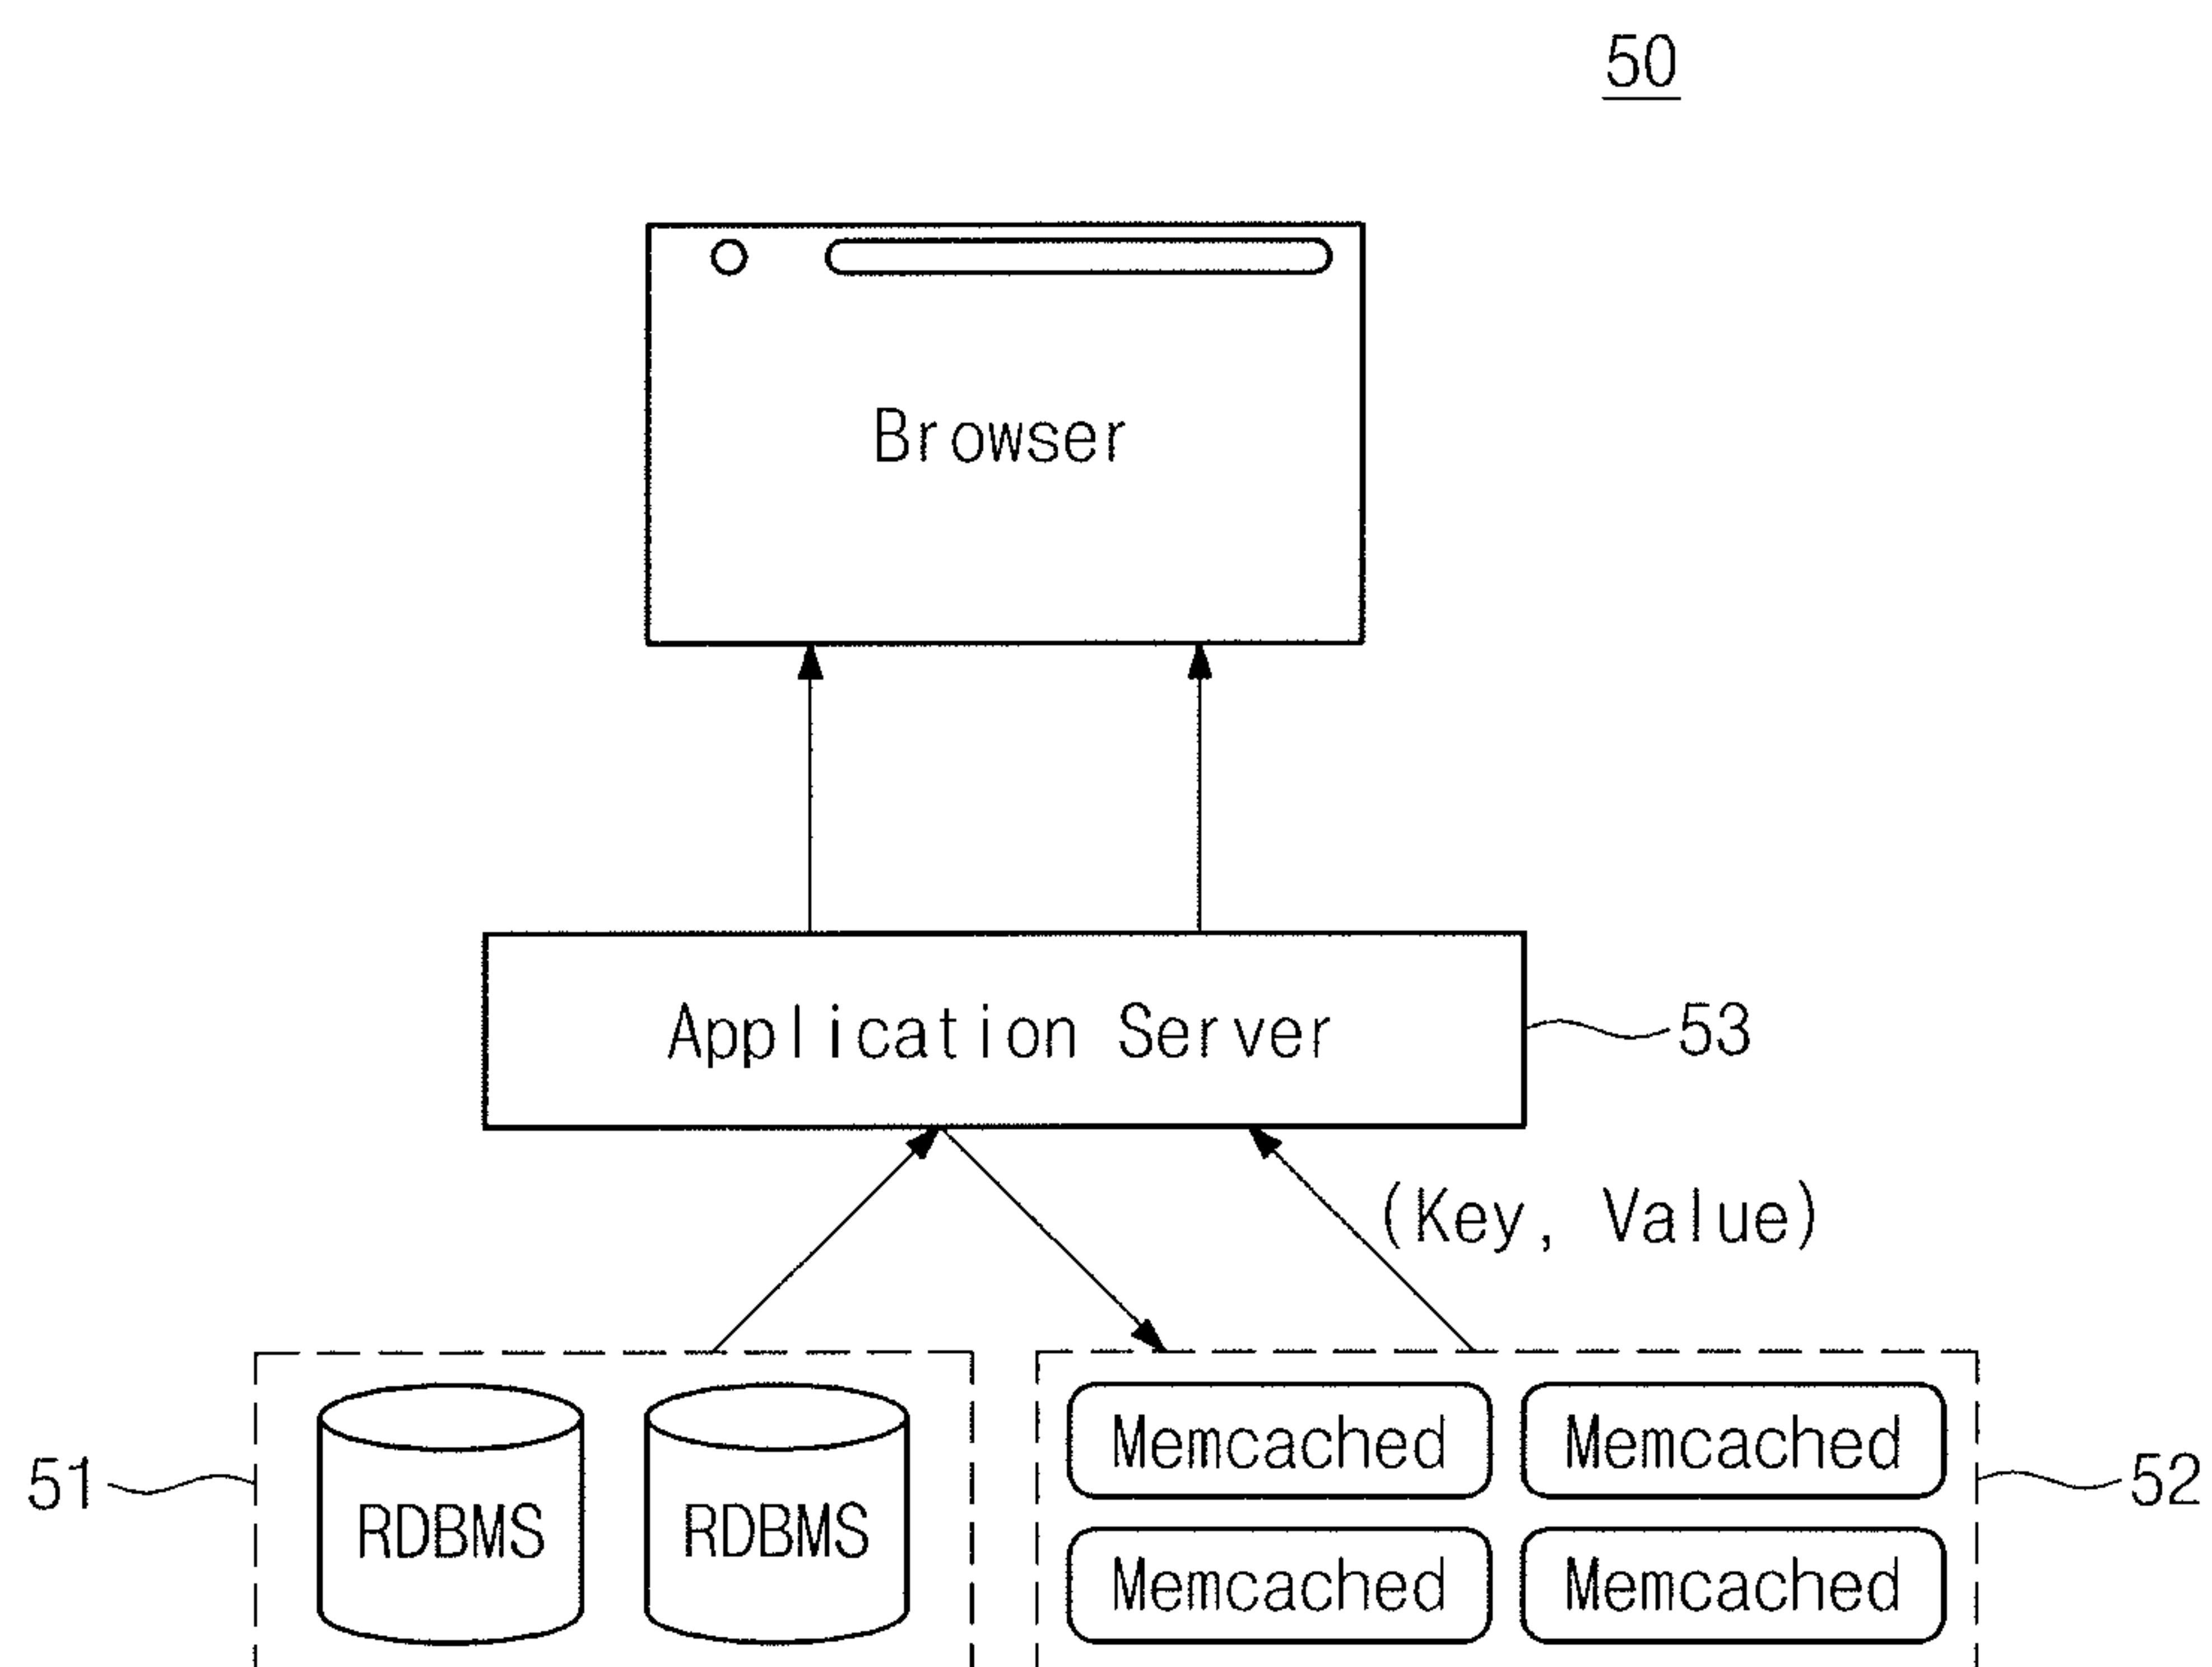 50
Browser
Application Server
53
(Key, Value)
51
RDBMS
RDBMS
Memcached
Memcached
52
Memcached
Memcached